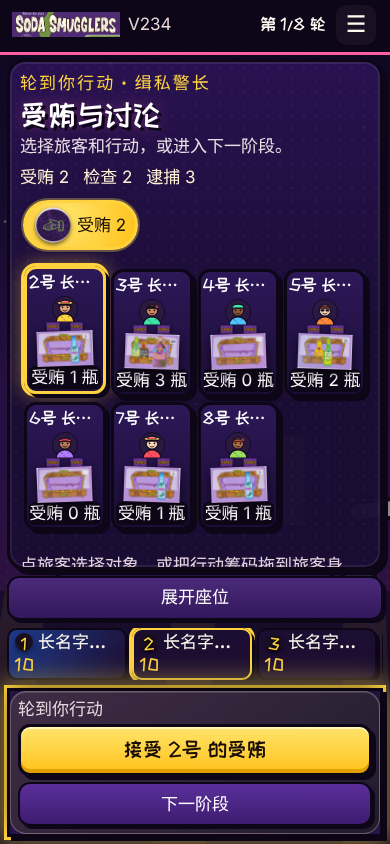 SODA SMUGGLERS V234 第 1/8 轮 ☰
轮到你行动 · 缉私警长
受贿与讨论
选择旅客和行动，或进入下一阶段。
受贿 2 检查 2 逮捕 3
受贿 2
2号 长… 3号 长… 4号 长… 5号 长…
受贿 1 瓶 受贿 3 瓶 受贿 0 瓶 受贿 2 瓶
6号 长… 7号 长… 8号 长…
受贿 0 瓶 受贿 1 瓶 受贿 1 瓶
点旅客选择对象，或把行动筹码拖到旅客身
展开座位
1 长名字… 2 长名字… 3 长名字…
10 10 10
轮到你行动
接受 2号 的受贿
下一阶段